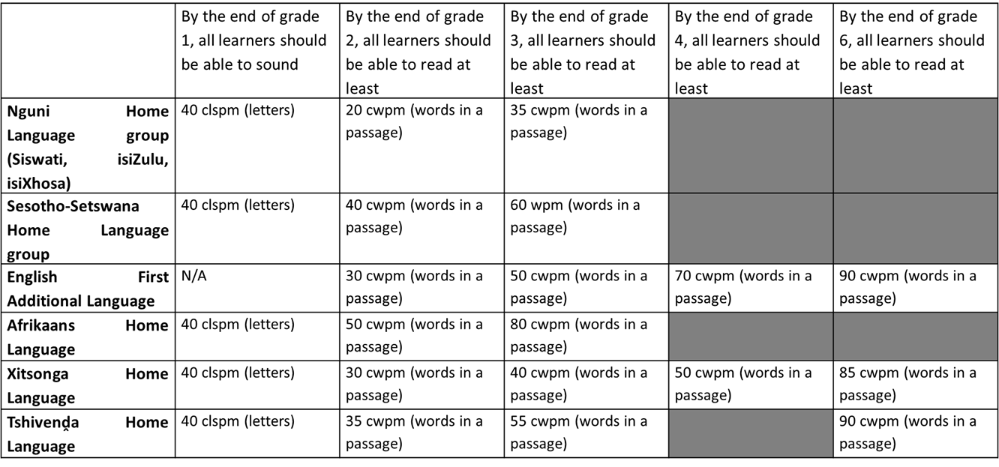 By the end of grade
1, all learners should
be able to sound
By the end of grade
2, all learners should
be able to read at
least
By the end of grade
3, all learners should
be able to read at
least
By the end of grade
4, all learners should
be able to read at
least
By the end of grade
6, all learners should
be able to read at
least
Nguni Home
Language group
(Siswati, isiZulu,
isiXhosa)
40 clspm (letters)
20 cwpm (words in a
passage)
35 cwpm (words in a
passage)
Sesotho-Setswana
Home Language
group
40 clspm (letters)
40 cwpm (words in a
passage)
60 wpm (words in a
passage)
English First
Additional Language
N/A
30 cwpm (words in a
passage)
50 cwpm (words in a
passage)
70 cwpm (words in a
passage)
90 cwpm (words in a
passage)
Afrikaans Home
Language
40 clspm (letters)
50 cwpm (words in a
passage)
80 cwpm (words in a
passage)
Xitsonga Home
Language
40 clspm (letters)
30 cwpm (words in a
passage)
40 cwpm (words in a
passage)
50 cwpm (words in a
passage)
85 cwpm (words in a
passage)
Tshivenḓa Home
Language
40 clspm (letters)
35 cwpm (words in a
passage)
55 cwpm (words in a
passage)
90 cwpm (words in a
passage)